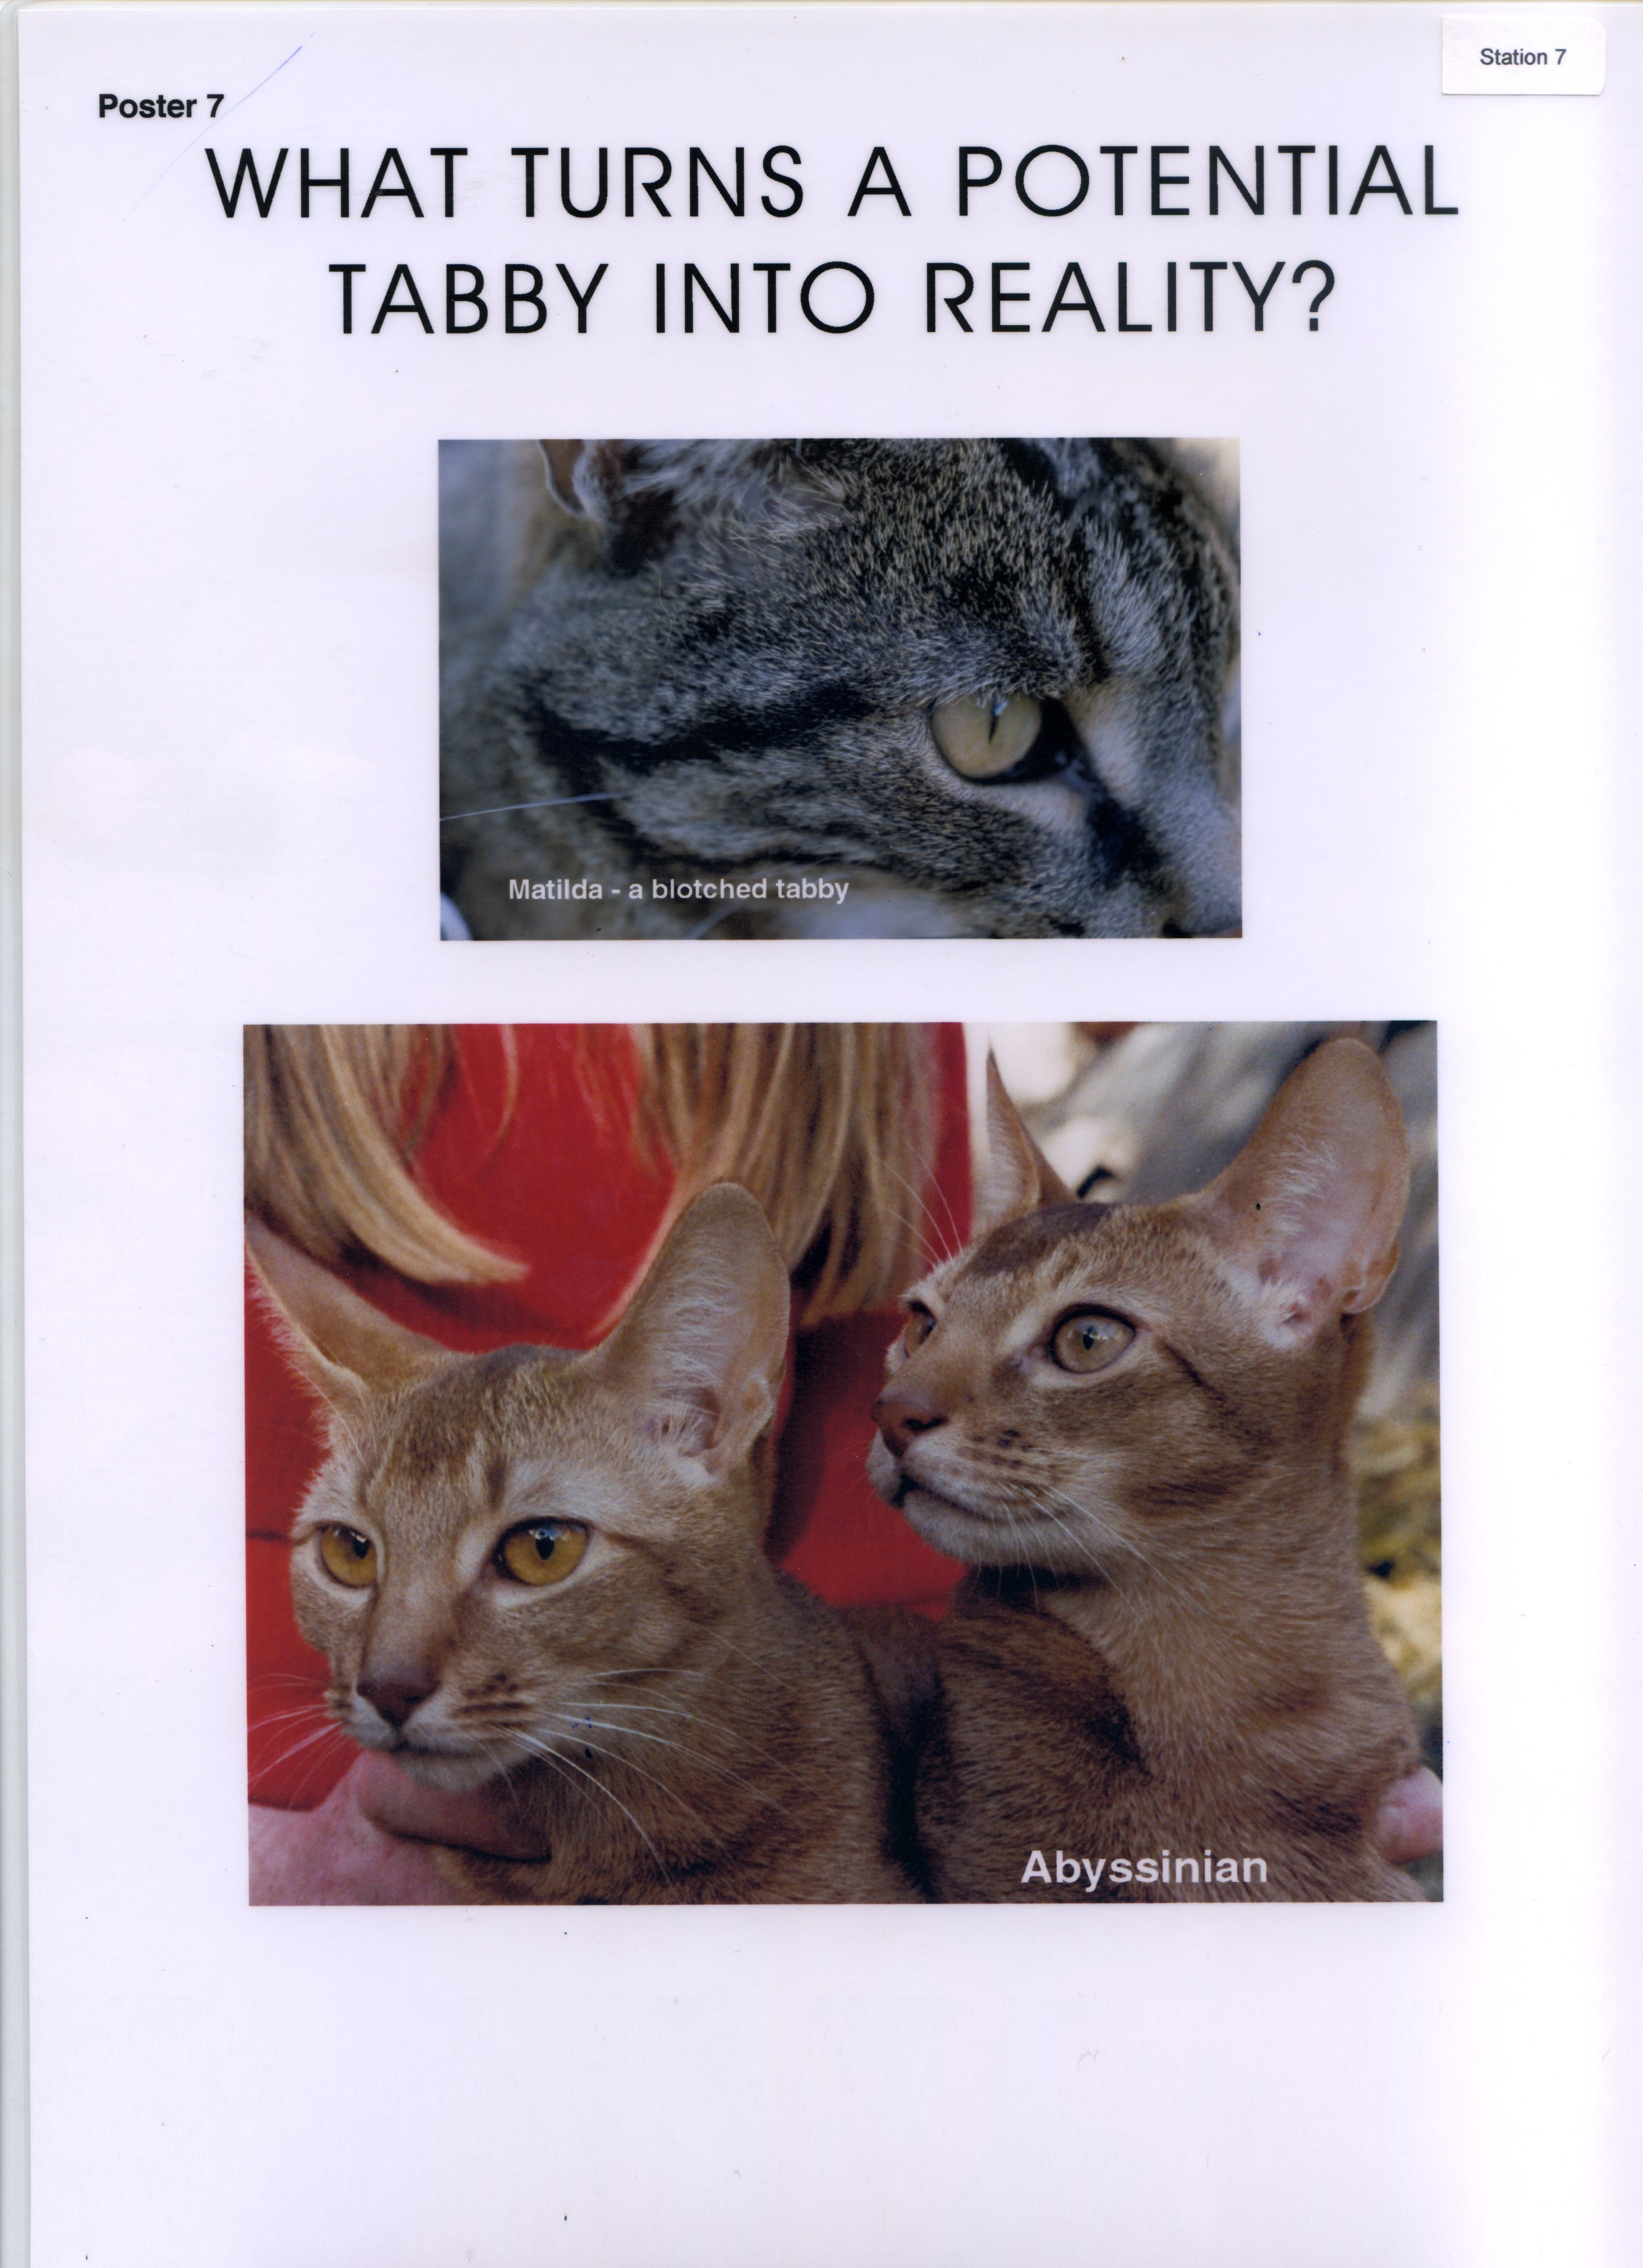 Station 7
Poster 7
WHAT TURNS A POTENTIAL
TABBY INTO REALITY?
Matilda - a blotched tabby
Abyssinian